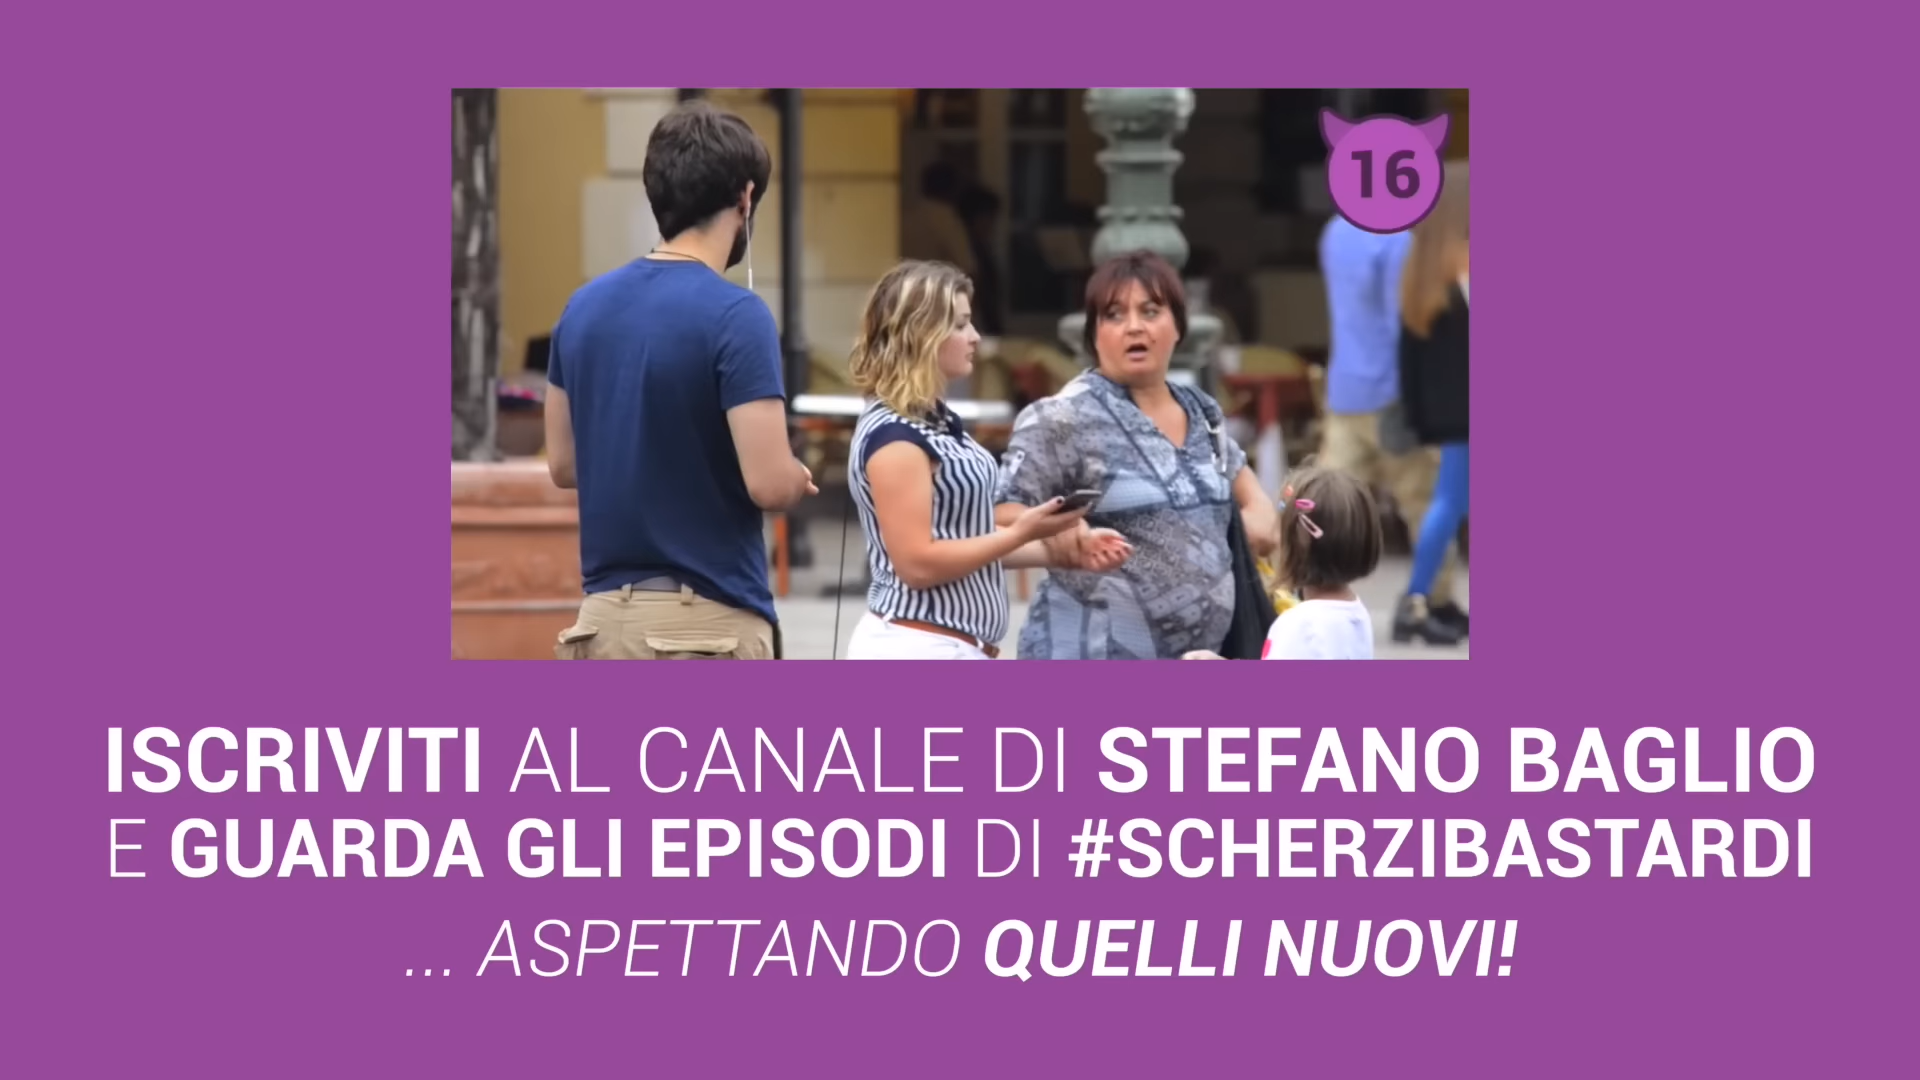 16
ISCRIVITI AL CANALE DI STEFANO BAGLIO
E GUARDA GLI EPISODI DI #SCHERZIBASTARDI
... ASPETTANDO QUELLI NUOVI!